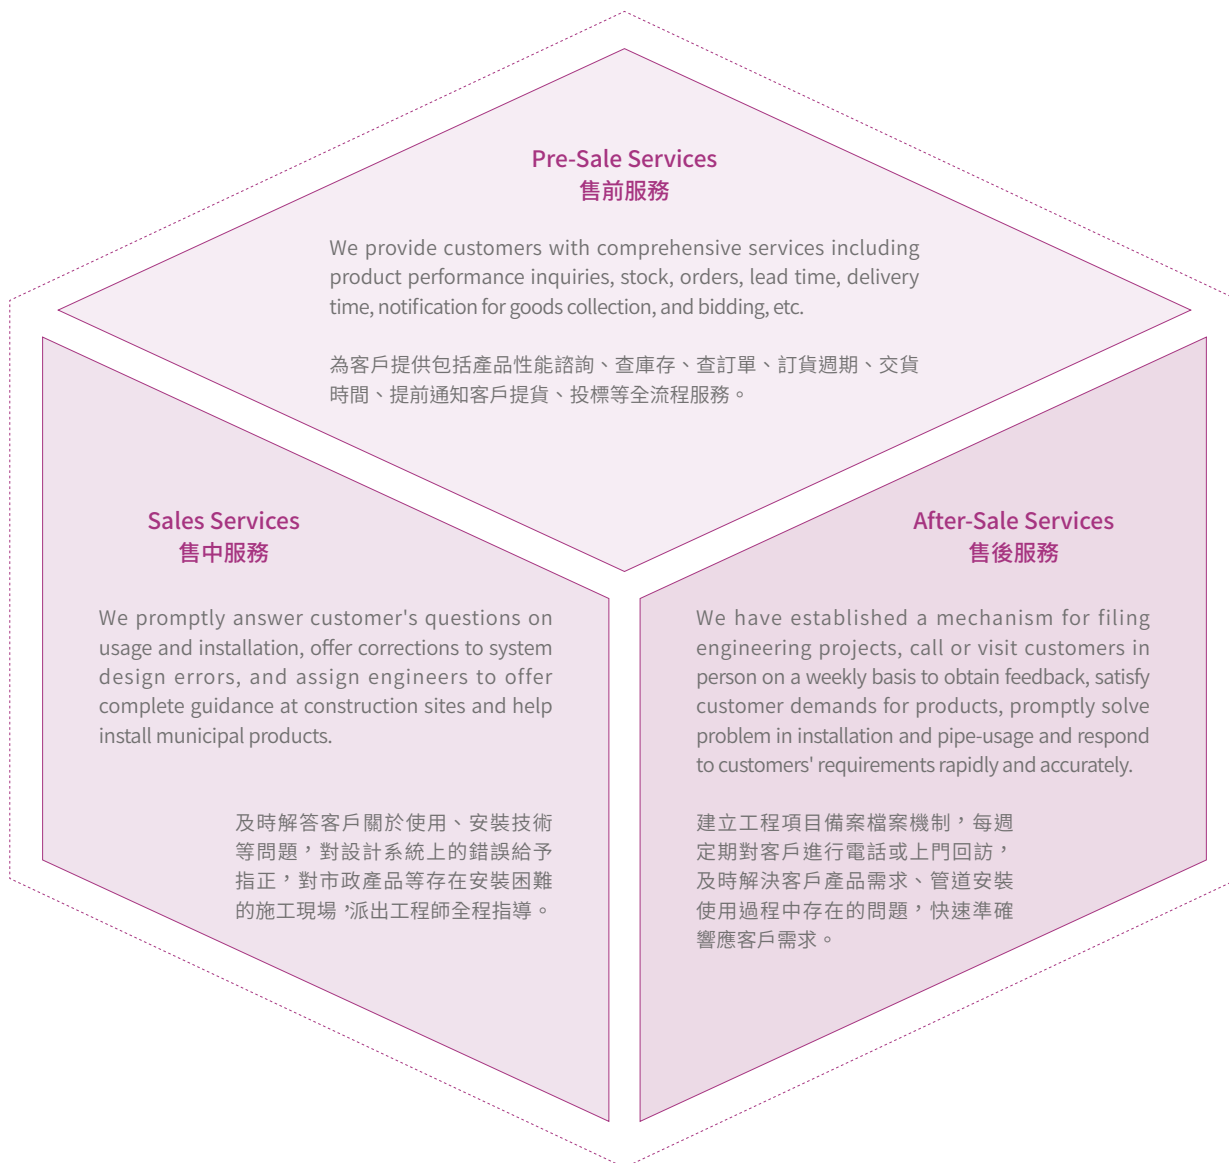 Pre-Sale Services
售前服務
We provide customers with comprehensive services including
product performance inquiries, stock, orders, lead time, delivery
time, notification for goods collection, and bidding, etc.
為客戶提供包括產品性能諮詢、查庫存、查訂單、訂貨週期、交貨
時間、提前通知客戶提貨、投標等全流程服務。
Sales Services
售中服務
We promptly answer customer's questions on
usage and installation, offer corrections to system
design errors, and assign engineers to offer
complete guidance at construction sites and help
install municipal products.
及時解答客戶關於使用、安裝技術
等問題，對設計系統上的錯誤給予
指正，對市政產品等存在安裝困難
的施工現場，派出工程師全程指導。
After-Sale Services
售後服務
We have established a mechanism for filing
engineering projects, call or visit customers in
person on a weekly basis to obtain feedback, satisfy
customer demands for products, promptly solve
problem in installation and pipe-usage and respond
to customers' requirements rapidly and accurately.
建立工程項目備案檔案機制，每週
定期對客戶進行電話或上門回訪，
及時解決客戶產品需求、管道安裝
使用過程中存在的問題，快速準確
響應客戶需求。